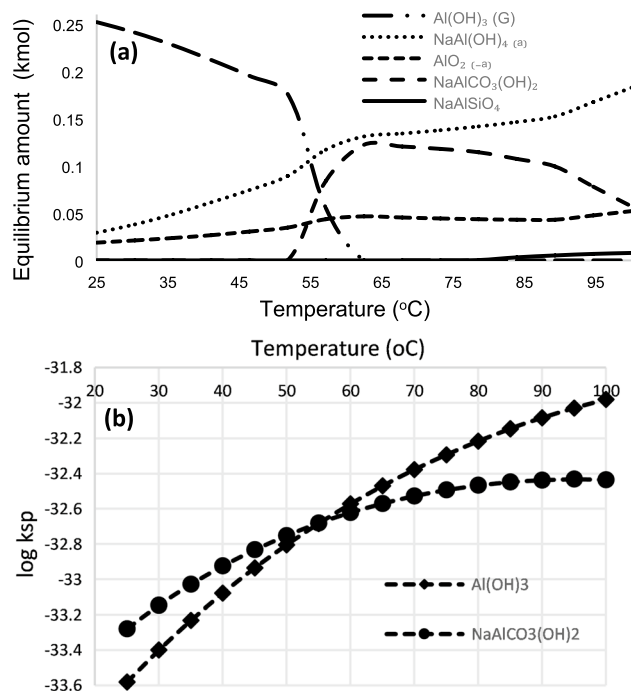 (a)
Al(OH)₃ (G)
NaAl(OH)₄ (a)
AlO₂ (−a)
NaAlCO₃(OH)₂
NaAlSiO₄
Equilibrium amount (kmol)
0.25
0.2
0.15
0.1
0.05
0
25 35 45 55 65 75 85 95
Temperature (°C)
Temperature (oC)
20 30 40 50 60 70 80 90 100
(b)
log ksp
-31.8
-32
-32.2
-32.4
-32.6
-32.8
-33
-33.2
-33.4
-33.6
Al(OH)3
NaAlCO3(OH)2